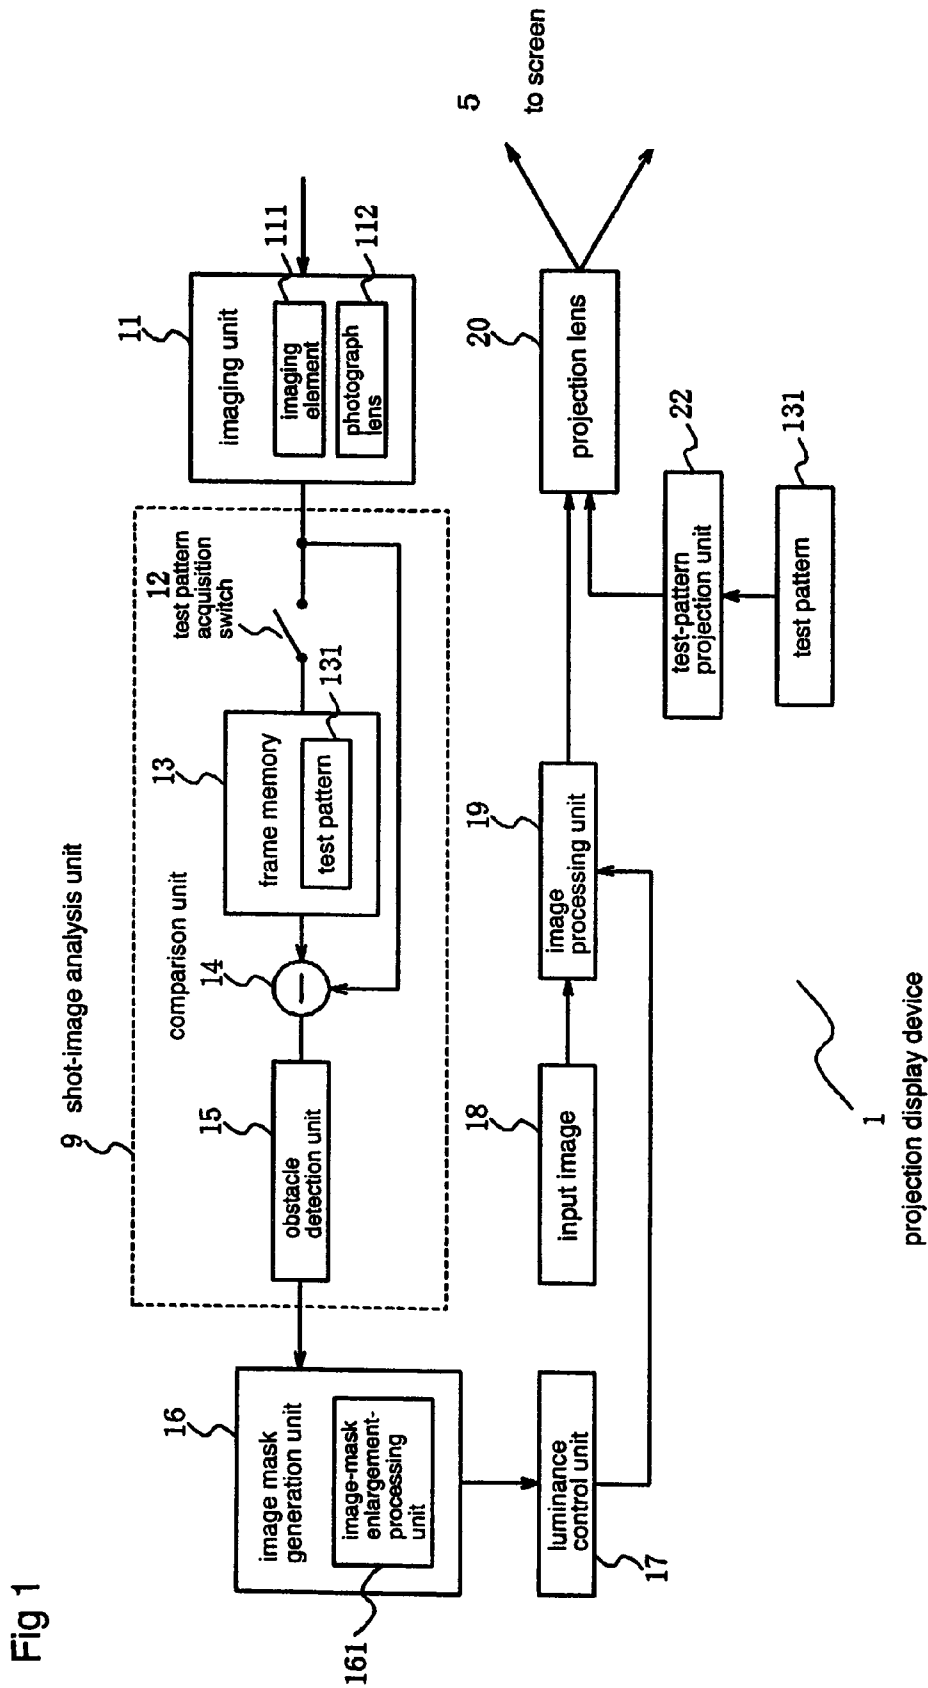 Fig 1
9 shot-image analysis unit
16
image mask
generation unit
image-mask
enlargement-
processing
unit
161
15
obstacle
detection unit
comparison unit
14
13
frame memory
test pattern
131
12
test pattern
acquisition
switch
11
imaging unit
imaging
element
111
photograph
lens
112
luminance
control unit
17
18
input image
19
image
processing unit
20
projection lens
5
to screen
test-pattern
projection unit
22
test pattern
131
1
projection display device